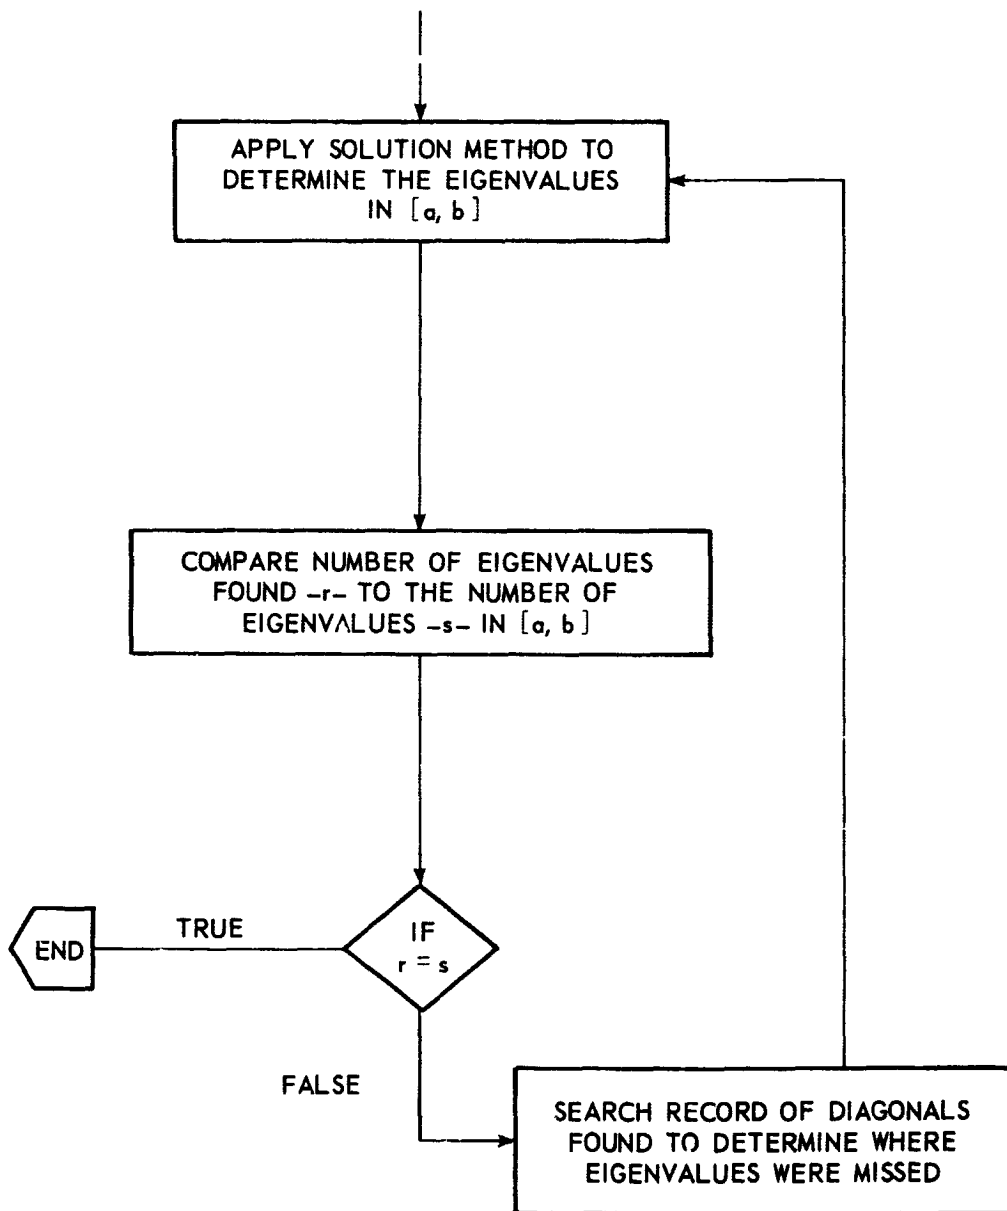 APPLY SOLUTION METHOD TO
DETERMINE THE EIGENVALUES
IN [a, b]
COMPARE NUMBER OF EIGENVALUES
FOUND -r- TO THE NUMBER OF
EIGENVALUES -s- IN [a, b]
IF
r = s
TRUE
END
FALSE
SEARCH RECORD OF DIAGONALS
FOUND TO DETERMINE WHERE
EIGENVALUES WERE MISSED